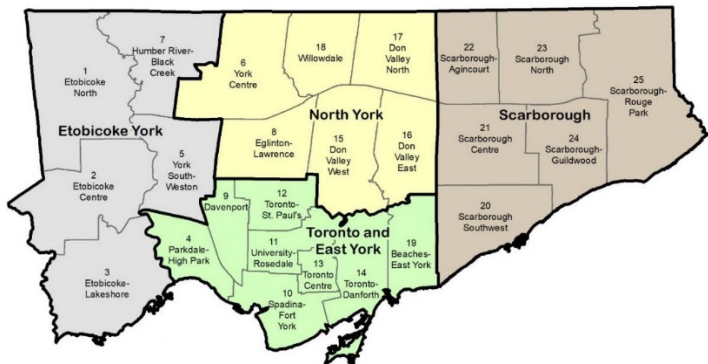 1
Etobicoke
North
7
Humber River-
Black
Creek
Etobicoke York
2
Etobicoke
Centre
5
York
South-
Weston
3
Etobicoke-
Lakeshore
6
York
Centre
18
Willowdale
17
Don
Valley
North
North York
8
Eglinton-
Lawrence
15
Don
Valley
West
16
Don
Valley
East
22
Scarborough-
Agincourt
23
Scarborough
North
25
Scarborough-
Rouge
Park
Scarborough
21
Scarborough
Centre
24
Scarborough-
Guildwood
20
Scarborough
Southwest
9
Davenport
12
Toronto-
St. Paul's
4
Parkdale-
High Park
Toronto and
East York
11
University-
Rosedale
13
Toronto
Centre
19
Beaches-
East York
10
Spadina-
Fort
York
14
Toronto-
Danforth